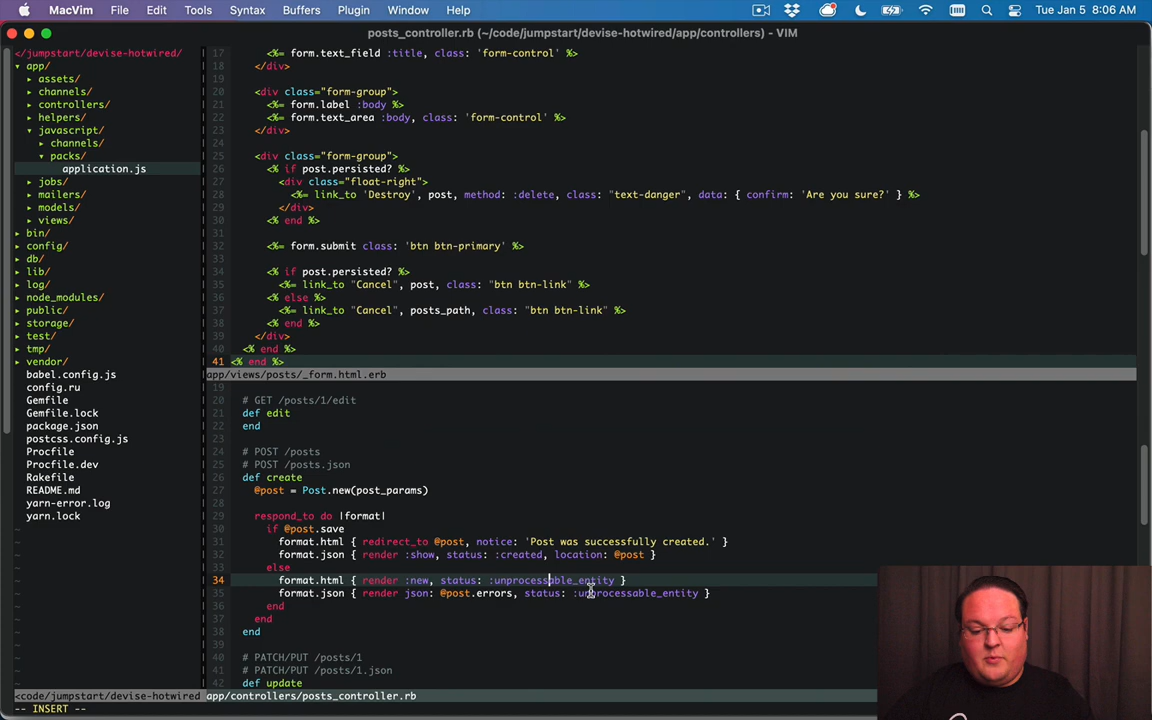 MacVim File Edit Tools Syntax Buffers Plugin Window Help Tue Jan 5 8:06 AM
posts_controller.rb (~/code/jumpstart/devise-hotwired/app/controllers) – VIM
</jumpstart/devise-hotwired/
▾ app/
▸ assets/
▸ channels/
▸ controllers/
▸ helpers/
▾ javascript/
▸ channels/
▾ packs/
application.js
▸ jobs/
▸ mailers/
▸ models/
▸ views/
▸ bin/
▸ config/
▸ db/
▸ lib/
▸ log/
▸ node_modules/
▸ public/
▸ storage/
▸ test/
▸ tmp/
▸ vendor/
babel.config.js
config.ru
Gemfile
Gemfile.lock
package.json
postcss.config.js
Procfile
Procfile.dev
Rakefile
README.md
yarn-error.log
yarn.lock
<code/jumpstart/devise-hotwired
17 <%= form.text_field :title, class: 'form-control' %>
18 </div>
19
20 <div class="form-group">
21 <%= form.label :body %>
22 <%= form.text_area :body, class: 'form-control' %>
23 </div>
24
25 <div class="form-group">
26 <% if post.persisted? %>
27 <div class="float-right">
28 <%= link_to 'Destroy', post, method: :delete, class: "text-danger", data: { confirm: 'Are you sure?' } %>
29 </div>
30 <% end %>
31
32 <%= form.submit class: 'btn btn-primary' %>
33
34 <% if post.persisted? %>
35 <%= link_to "Cancel", post, class: "btn btn-link" %>
36 <% else %>
37 <%= link_to "Cancel", posts_path, class: "btn btn-link" %>
38 <% end %>
39 </div>
40 <% end %>
41 <% end %>
app/views/posts/_form.html.erb
19
20 # GET /posts/1/edit
21 def edit
22 end
23
24 # POST /posts
25 # POST /posts.json
26 def create
27 @post = Post.new(post_params)
28
29 respond_to do |format|
30 if @post.save
31 format.html { redirect_to @post, notice: 'Post was successfully created.' }
32 format.json { render :show, status: :created, location: @post }
33 else
34 format.html { render :new, status: :unprocessable_entity }
35 format.json { render json: @post.errors, status: :unprocessable_entity }
36 end
37 end
38 end
39
40 # PATCH/PUT /posts/1
41 # PATCH/PUT /posts/1.json
42 def update
app/controllers/posts_controller.rb
-- INSERT --